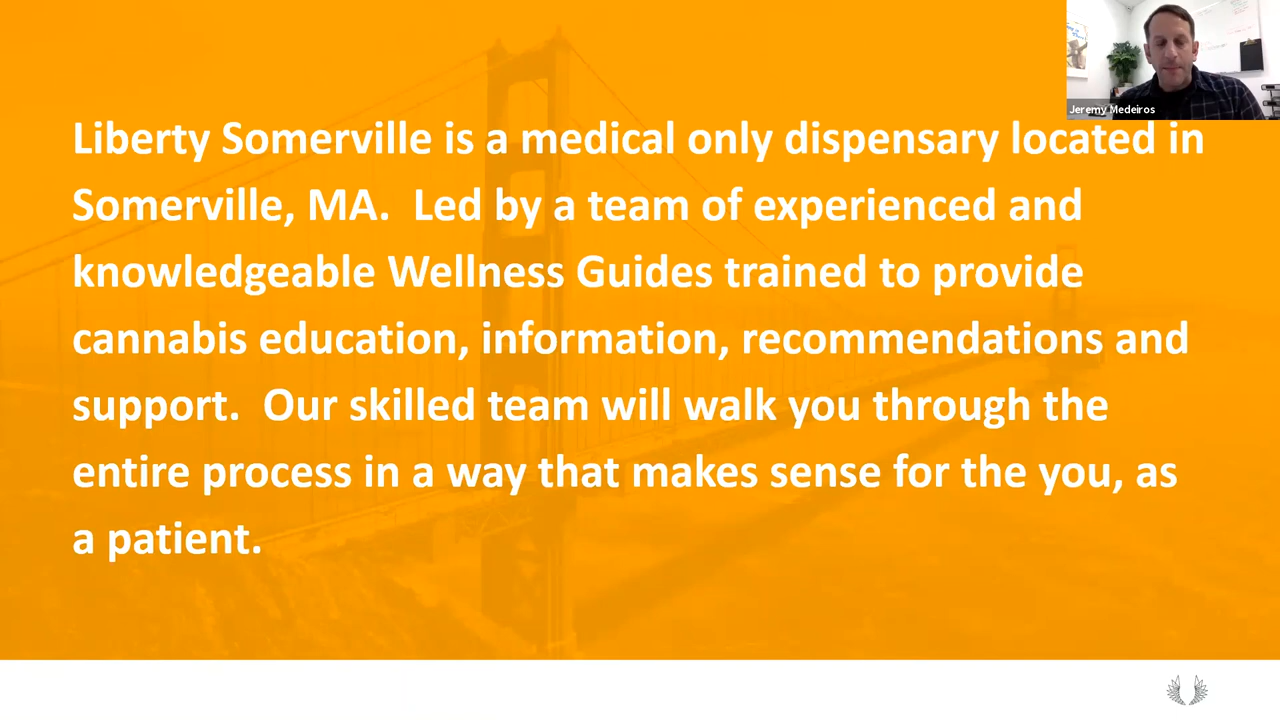 Jeremy Medeiros
Liberty Somerville is a medical only dispensary located in
Somerville, MA.  Led by a team of experienced and
knowledgeable Wellness Guides trained to provide
cannabis education, information, recommendations and
support.  Our skilled team will walk you through the
entire process in a way that makes sense for the you, as
a patient.